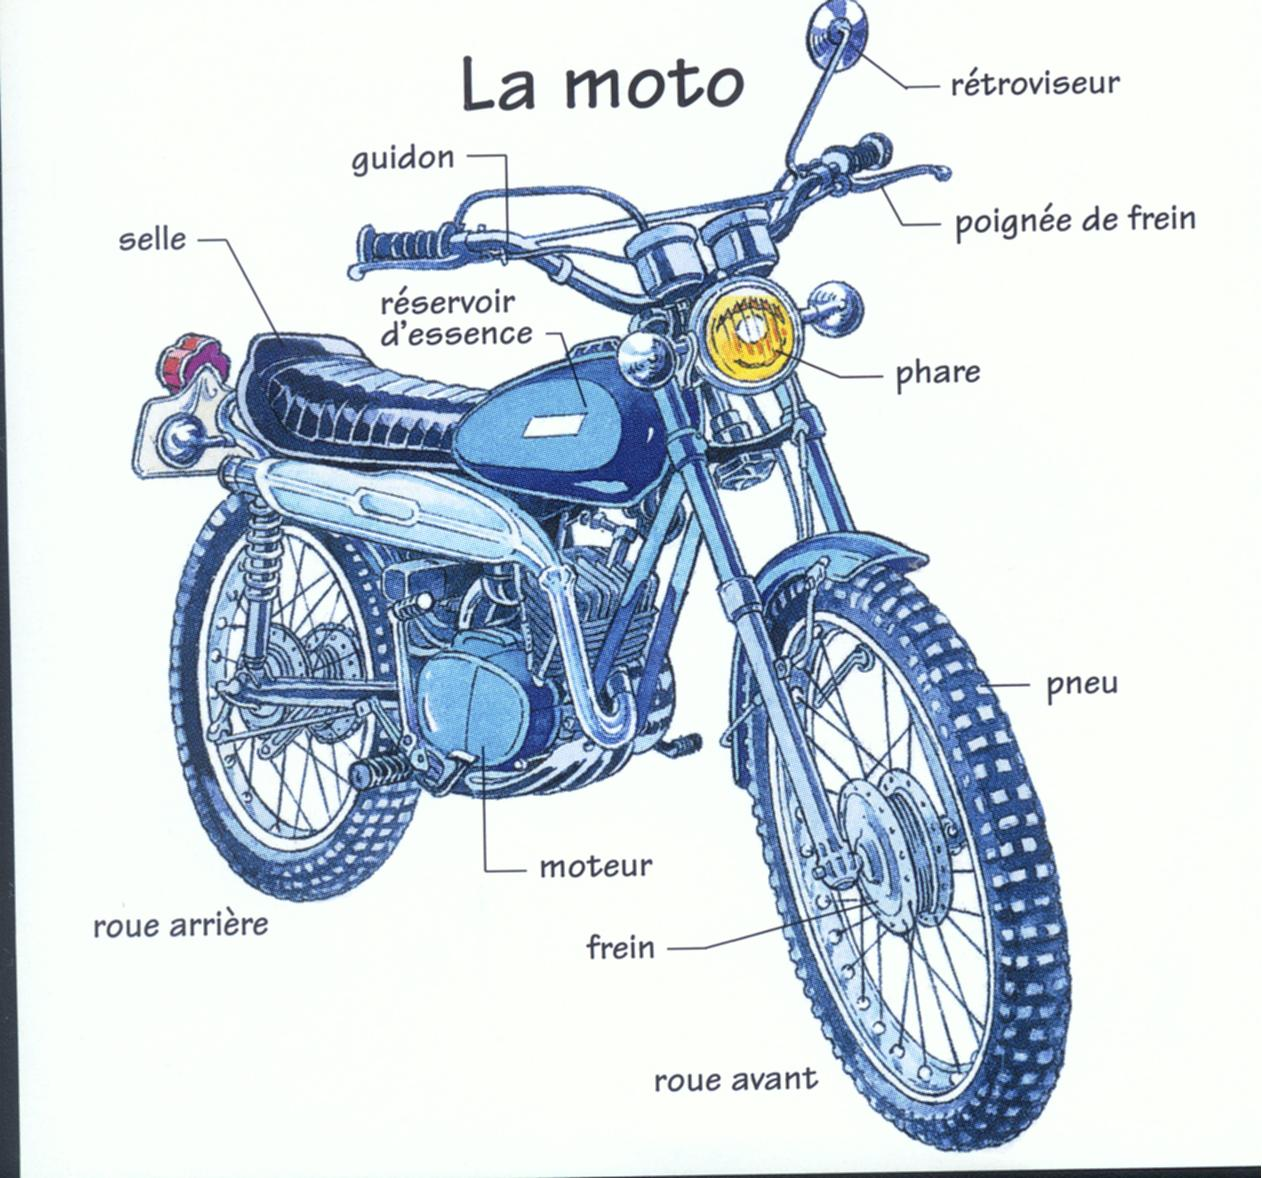 La moto
rétroviseur
guidon
poignée de frein
selle
réservoir
d'essence
phare
pneu
moteur
roue arrière
frein
roue avant